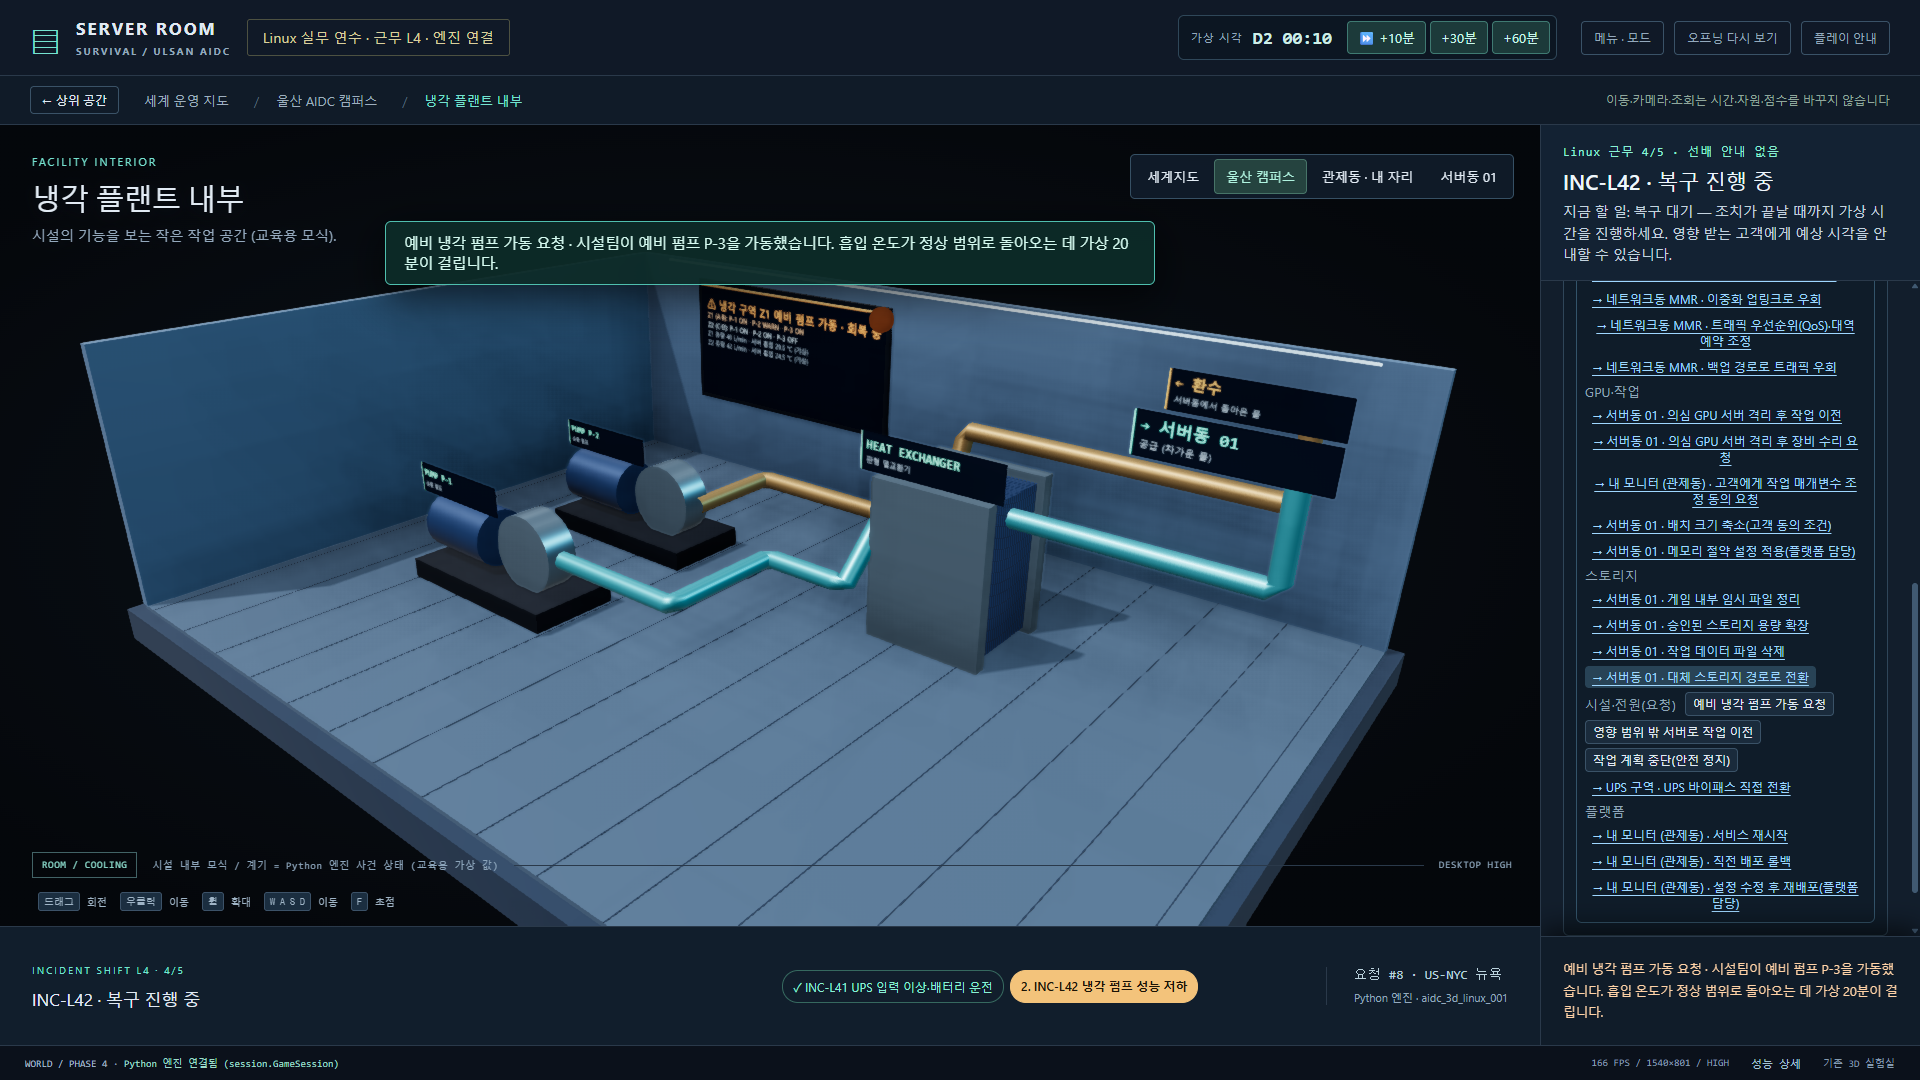 SERVER ROOM
SURVIVAL / ULSAN AIDC
Linux 실무 연수 · 근무 L4 · 엔진 연결
가상 시각 D2 00:10
⏩ +10분
+30분
+60분
메뉴 · 모드
오프닝 다시 보기
플레이 안내
← 상위 공간
세계 운영 지도 / 울산 AIDC 캠퍼스 / 냉각 플랜트 내부
이동·카메라·조회는 시간·자원·점수를 바꾸지 않습니다
FACILITY INTERIOR
냉각 플랜트 내부
시설의 기능을 보는 작은 작업 공간 (교육용 모식).
세계지도
울산 캠퍼스
관제동 · 내 자리
서버동 01
예비 냉각 펌프 가동 요청 · 시설팀이 예비 펌프 P-3을 가동했습니다. 흡입 온도가 정상 범위로 돌아오는 데 가상 20
분이 걸립니다.
⚠ 냉각 구역 Z1 예비 펌프 가동 · 회복 중
← 환수
서버동에서 돌아온 물
→ 서버동 01
공급 (차가운 물)
HEAT EXCHANGER
판형 열교환기
PUMP P-2
PUMP P-1
ROOM / COOLING
시설 내부 모식 / 계기 = Python 엔진 사건 상태 (교육용 가상 값)
DESKTOP HIGH
드래그 회전
우클릭 이동
휠 확대
W A S D 이동
F 초점
Linux 근무 4/5 · 선배 안내 없음
INC-L42 · 복구 진행 중
지금 할 일: 복구 대기 — 조치가 끝날 때까지 가상 시
간을 진행하세요. 영향 받는 고객에게 예상 시각을 안
내할 수 있습니다.
→ 네트워크동 MMR · 이중화 업링크로 우회
→ 네트워크동 MMR · 트래픽 우선순위(QoS)·대역
예약 조정
→ 네트워크동 MMR · 백업 경로로 트래픽 우회
GPU·작업
→ 서버동 01 · 의심 GPU 서버 격리 후 작업 이전
→ 서버동 01 · 의심 GPU 서버 격리 후 장비 수리 요
청
→ 내 모니터 (관제동) · 고객에게 작업 매개변수 조
정 동의 요청
→ 서버동 01 · 배치 크기 축소(고객 동의 조건)
→ 서버동 01 · 메모리 절약 설정 적용(플랫폼 담당)
스토리지
→ 서버동 01 · 게임 내부 임시 파일 정리
→ 서버동 01 · 승인된 스토리지 용량 확장
→ 서버동 01 · 작업 데이터 파일 삭제
→ 서버동 01 · 대체 스토리지 경로로 전환
시설·전원(요청)
예비 냉각 펌프 가동 요청
영향 범위 밖 서버로 작업 이전
작업 계획 중단(안전 정지)
→ UPS 구역 · UPS 바이패스 직접 전환
플랫폼
→ 내 모니터 (관제동) · 서비스 재시작
→ 내 모니터 (관제동) · 직전 배포 롤백
→ 내 모니터 (관제동) · 설정 수정 후 재배포(플랫폼
담당)
예비 냉각 펌프 가동 요청 · 시설팀이 예비 펌프 P-3을 가동했
습니다. 흡입 온도가 정상 범위로 돌아오는 데 가상 20분이 걸
립니다.
INCIDENT SHIFT L4 · 4/5
INC-L42 · 복구 진행 중
✓ INC-L41 UPS 입력 이상·배터리 운전
2. INC-L42 냉각 펌프 성능 저하
요청 #8 · US-NYC 뉴욕
Python 엔진 · aidc_3d_linux_001
WORLD / PHASE 4 · Python 엔진 연결됨 (session.GameSession)
166 FPS / 1540×801 / HIGH
성능 상세
기존 3D 실험실